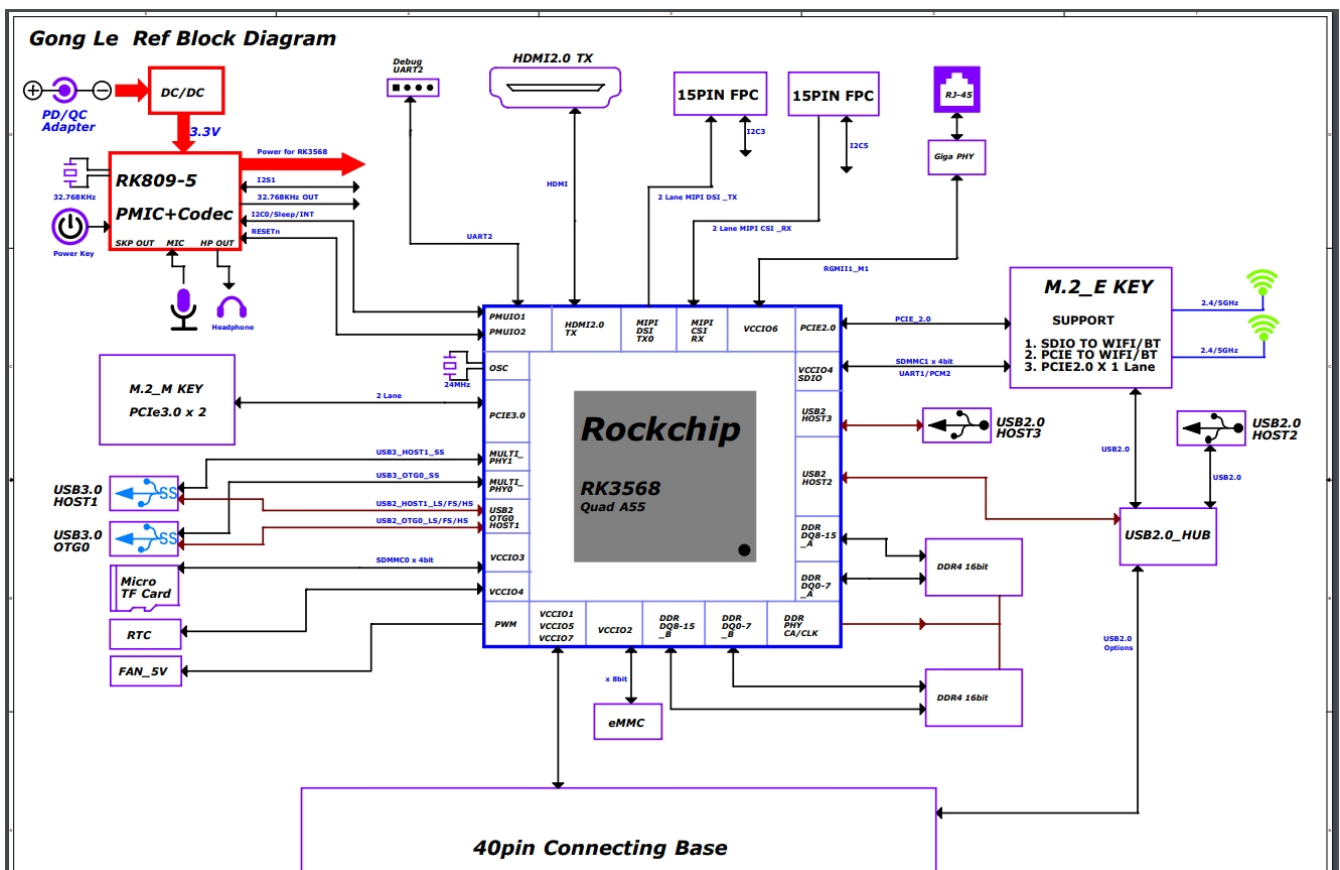 Gong Le  Ref Block Diagram
PD/QC
Adapter
DC/DC
3.3V
Power for RK3568
32.768KHz
Power Key
RK809-5
PMIC+Codec
SKP OUT
MIC
HP OUT
I2S1
32.768KHz OUT
I2C0/Sleep/INT
RESETn
Headphone
Debug
UART2
UART2
HDMI2.0 TX
HDMI
15PIN FPC
I2C3
2 Lane MIPI DSI _TX
15PIN FPC
I2C5
2 Lane MIPI CSI _RX
RJ-45
Giga PHY
RGMII1_M1
M.2_E KEY
SUPPORT
1. SDIO TO WIFI/BT
2. PCIE TO WIFI/BT
3. PCIE2.0 X 1 Lane
2.4/5GHz
2.4/5GHz
PCIE_2.0
SDMMC1 x 4bit
UART1/PCM2
PMUIO1
PMUIO2
HDMI2.0
TX
MIPI
DSI
TX0
MIPI
CSI
RX
VCCIO6
PCIE2.0
OSC
24MHz
VCCIO4
SDIO
M.2_M KEY
PCIe3.0 x 2
2 Lane
PCIE3.0
Rockchip
RK3568
Quad A55
USB2
HOST3
USB2.0
HOST3
USB2.0
HOST2
USB2.0
USB2.0
USB3_HOST1_SS
MULTI_
PHY1
USB3_OTG0_SS
MULTI_
PHY0
USB2
HOST2
USB3.0
HOST1
SS
USB2_HOST1_LS/FS/HS
USB2
OTG0
HOST1
USB3.0
OTG0
SS
USB2_OTG0_LS/FS/HS
USB2.0_HUB
DDR
DQ8-15
_A
DDR
DQ0-7
_A
DDR4 16bit
SDMMC0 x 4bit
VCCIO3
Micro
TF Card
VCCIO4
RTC
FAN_5V
PWM
VCCIO1
VCCIO5
VCCIO7
VCCIO2
DDR
DQ8-15
_B
DDR
DQ0-7
_B
DDR
PHY
CA/CLK
USB2.0
Options
x 8bit
eMMC
DDR4 16bit
40pin Connecting Base